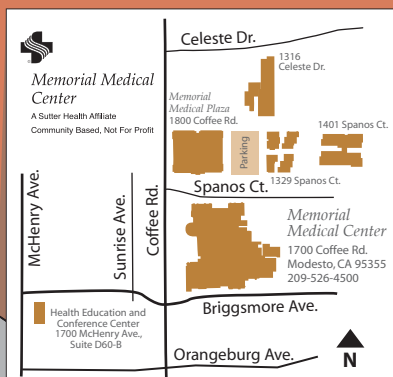 Celeste Dr.
1316
Celeste Dr.
Memorial Medical
Center
A Sutter Health Affiliate
Community Based, Not For Profit
Memorial
Medical Plaza
1800 Coffee Rd.
Parking
1401 Spanos Ct.
1329 Spanos Ct.
Spanos Ct.
McHenry Ave.
Sunrise Ave.
Coffee Rd.
Memorial
Medical Center
1700 Coffee Rd.
Modesto, CA 95355
209-526-4500
Briggsmore Ave.
Health Education and
Conference Center
1700 McHenry Ave.,
Suite D60-B
Orangeburg Ave.
N